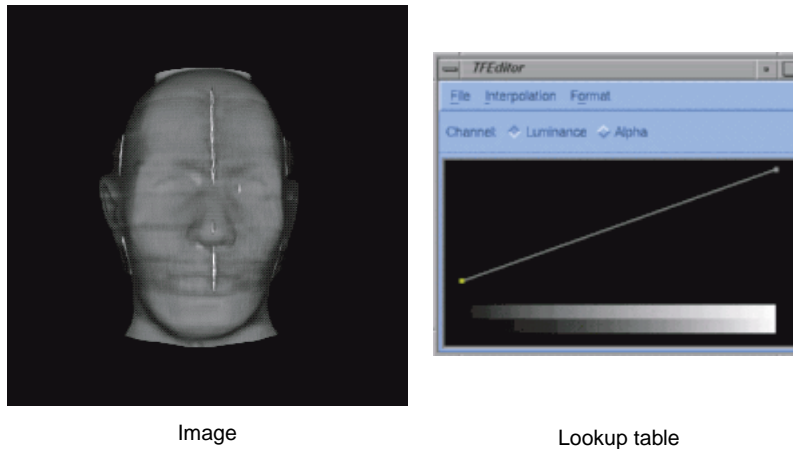 TFEditor
File Interpolation Format
Channel: Luminance Alpha
Image
Lookup table